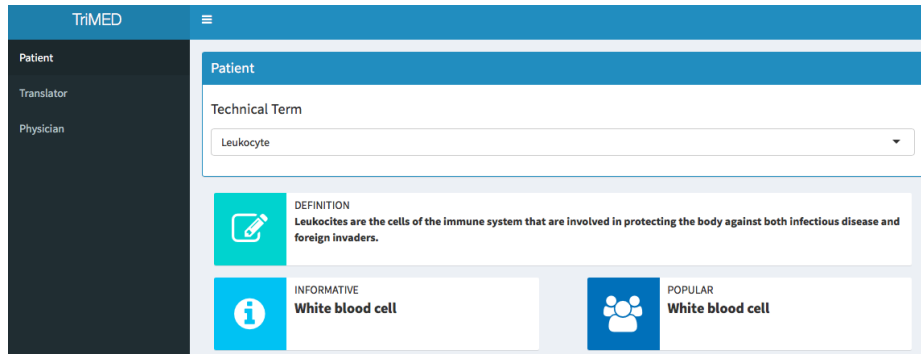 TriMED
Patient
Translator
Physician
Patient
Technical Term
Leukocyte
DEFINITION
Leukocites are the cells of the immune system that are involved in protecting the body against both infectious disease and
foreign invaders.
INFORMATIVE
White blood cell
POPULAR
White blood cell